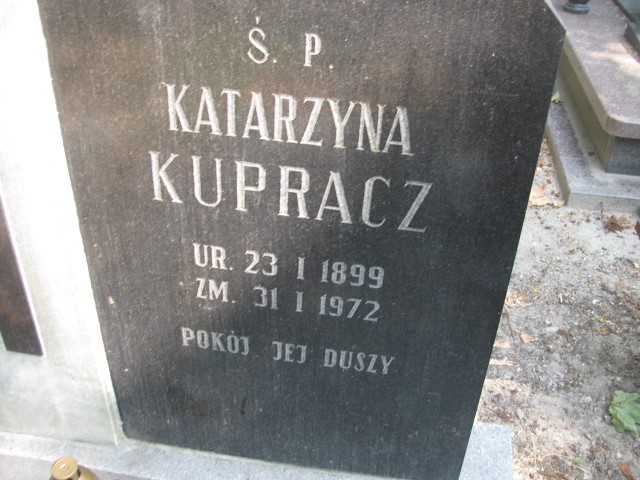 Ś. P.
KATARZYNA
KUPRACZ
UR. 23 I 1899
ZM. 31 I 1972
POKÓJ JEJ DUSZY